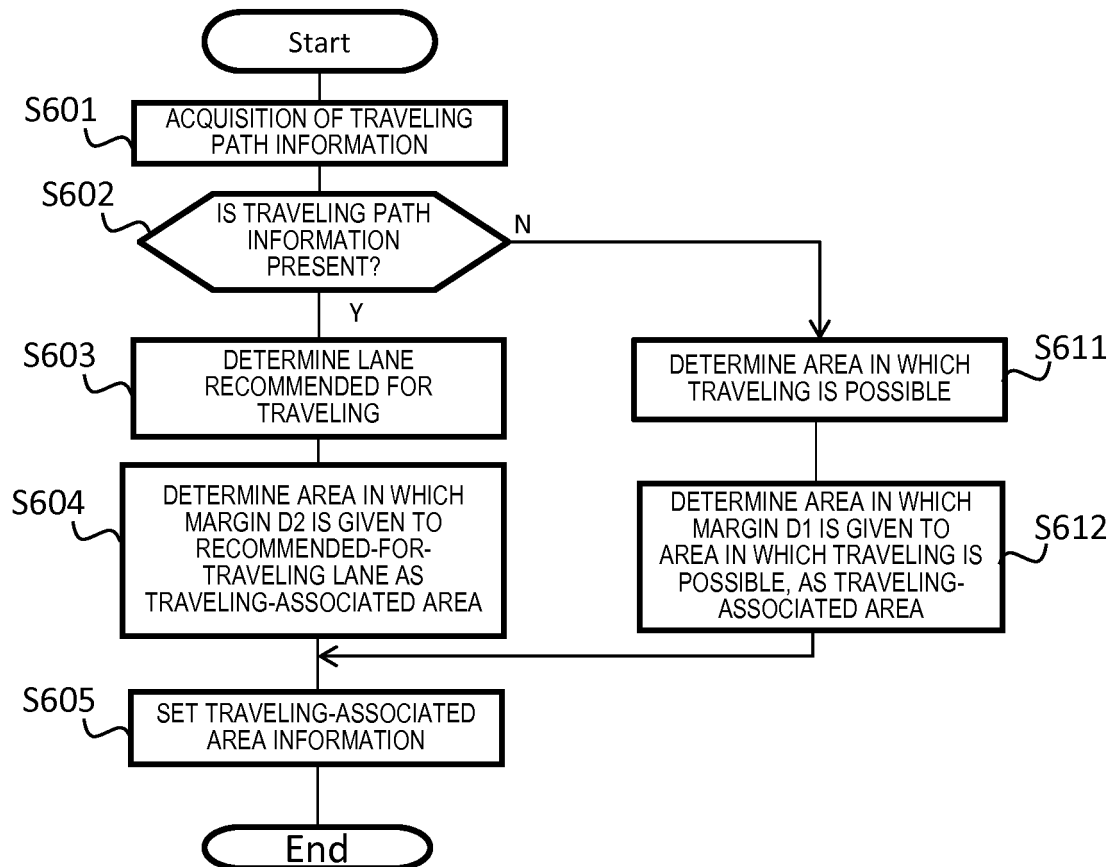 Start
S601
ACQUISITION OF TRAVELING
PATH INFORMATION
S602
IS TRAVELING PATH
INFORMATION
PRESENT?
N
Y
S603
DETERMINE LANE
RECOMMENDED FOR
TRAVELING
S611
DETERMINE AREA IN WHICH
TRAVELING IS POSSIBLE
S604
DETERMINE AREA IN WHICH
MARGIN D2 IS GIVEN TO
RECOMMENDED-FOR-
TRAVELING LANE AS
TRAVELING-ASSOCIATED AREA
S612
DETERMINE AREA IN WHICH
MARGIN D1 IS GIVEN TO
AREA IN WHICH TRAVELING IS
POSSIBLE, AS TRAVELING-
ASSOCIATED AREA
S605
SET TRAVELING-ASSOCIATED
AREA INFORMATION
End